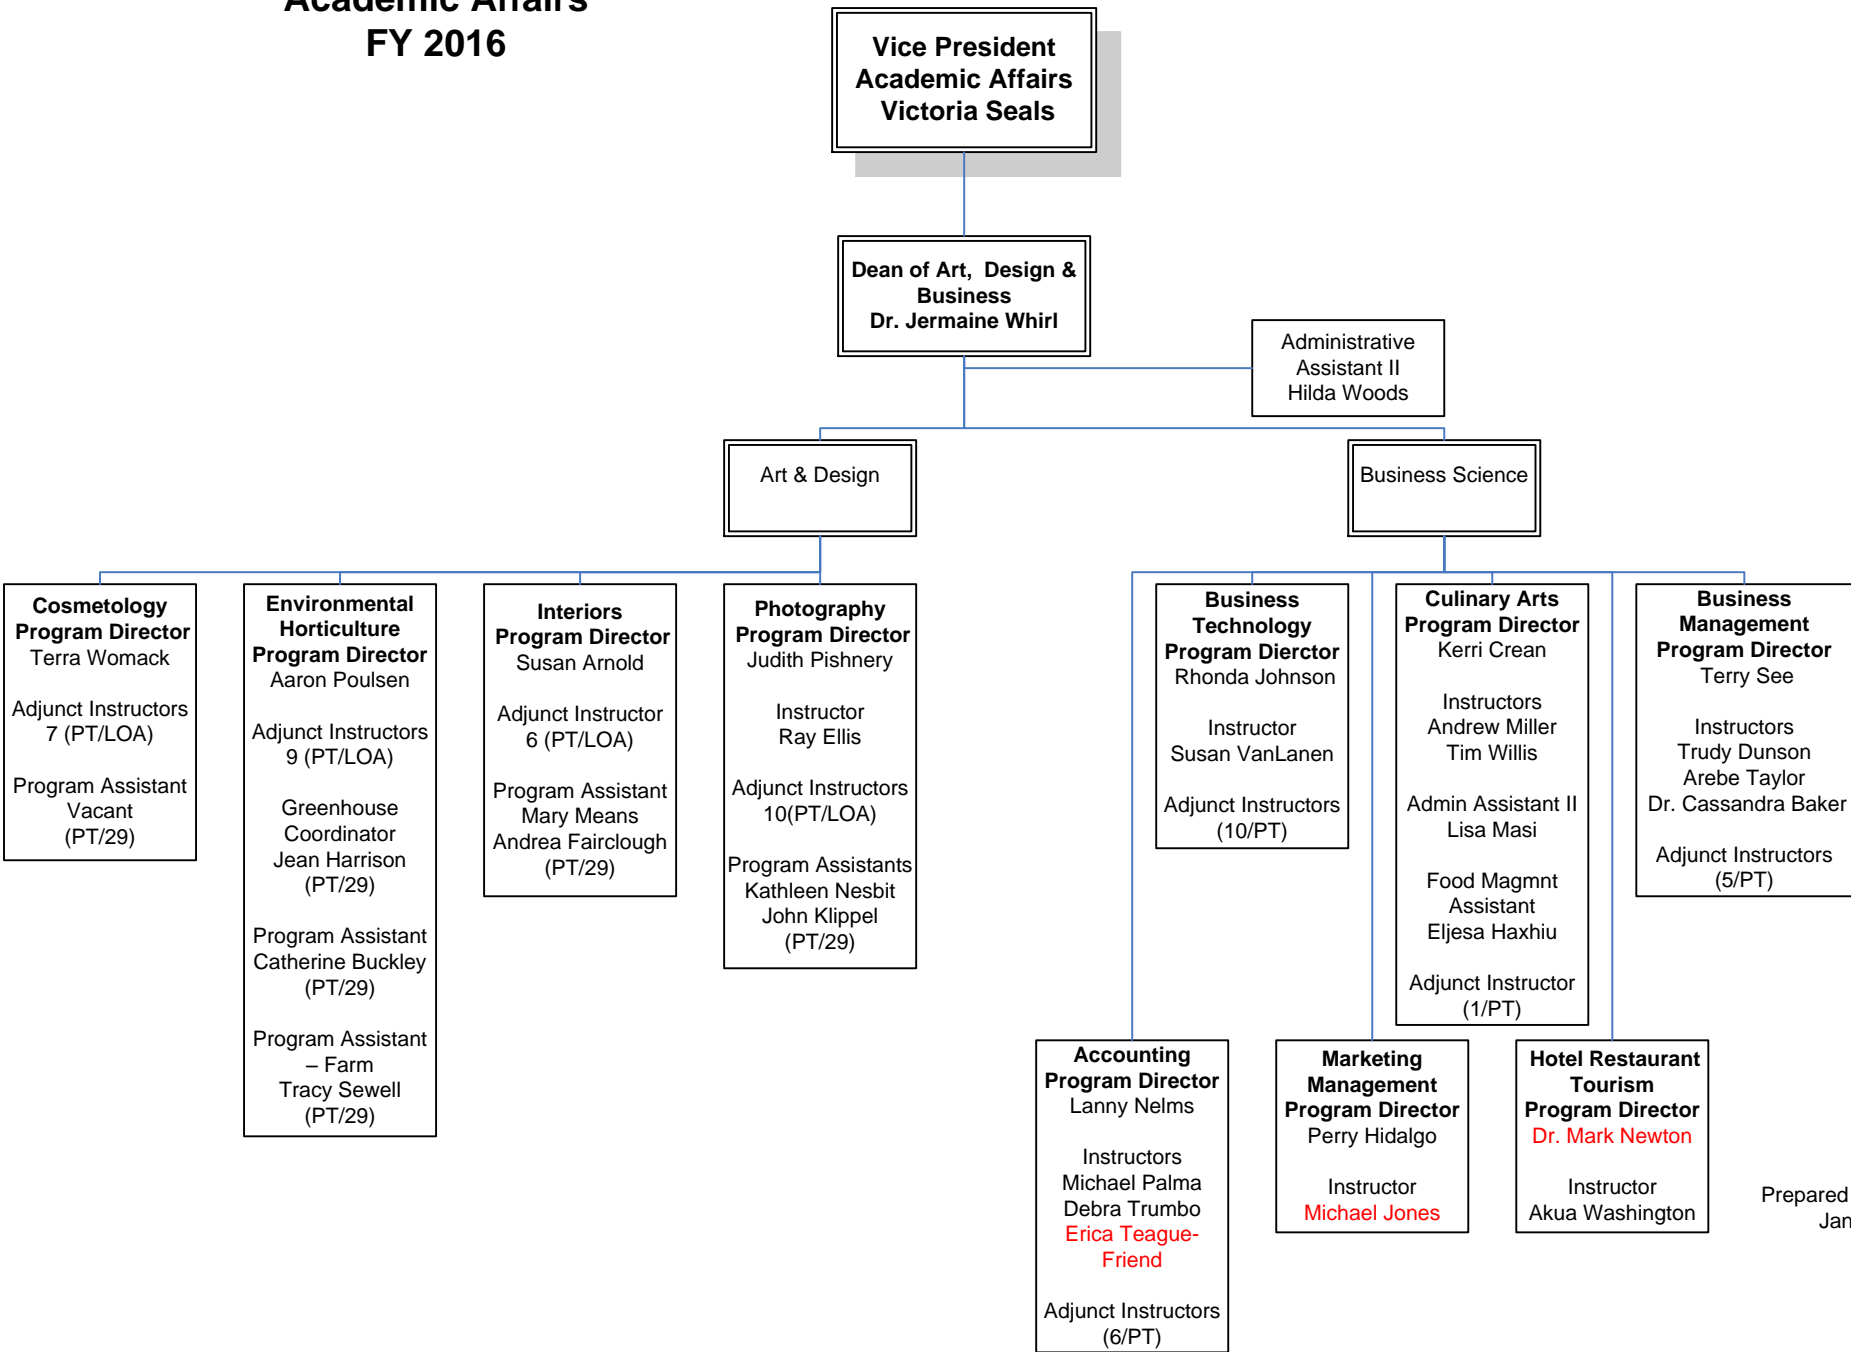 Academic Affairs
FY 2016
Vice President
Academic Affairs
Victoria Seals
Dean of Art, Design &
Business
Dr. Jermaine Whirl
Administrative
Assistant II
Hilda Woods
Art & Design
Business Science
Cosmetology
Program Director
Terra Womack
Adjunct Instructors
7 (PT/LOA)
Program Assistant
Vacant
(PT/29)
Environmental
Horticulture
Program Director
Aaron Poulsen
Adjunct Instructors
9 (PT/LOA)
Greenhouse
Coordinator
Jean Harrison
(PT/29)
Program Assistant
Catherine Buckley
(PT/29)
Program Assistant
– Farm
Tracy Sewell
(PT/29)
Interiors
Program Director
Susan Arnold
Adjunct Instructor
6 (PT/LOA)
Program Assistant
Mary Means
Andrea Fairclough
(PT/29)
Photography
Program Director
Judith Pishnery
Instructor
Ray Ellis
Adjunct Instructors
10(PT/LOA)
Program Assistants
Kathleen Nesbit
John Klippel
(PT/29)
Business
Technology
Program Dierctor
Rhonda Johnson
Instructor
Susan VanLanen
Adjunct Instructors
(10/PT)
Culinary Arts
Program Director
Kerri Crean
Instructors
Andrew Miller
Tim Willis
Admin Assistant II
Lisa Masi
Food Magmnt
Assistant
Eljesa Haxhiu
Adjunct Instructor
(1/PT)
Business
Management
Program Director
Terry See
Instructors
Trudy Dunson
Arebe Taylor
Dr. Cassandra Baker
Adjunct Instructors
(5/PT)
Accounting
Program Director
Lanny Nelms
Instructors
Michael Palma
Debra Trumbo
Erica Teague-
Friend
Adjunct Instructors
(6/PT)
Marketing
Management
Program Director
Perry Hidalgo
Instructor
Michael Jones
Hotel Restaurant
Tourism
Program Director
Dr. Mark Newton
Instructor
Akua Washington
Prepared
Jan